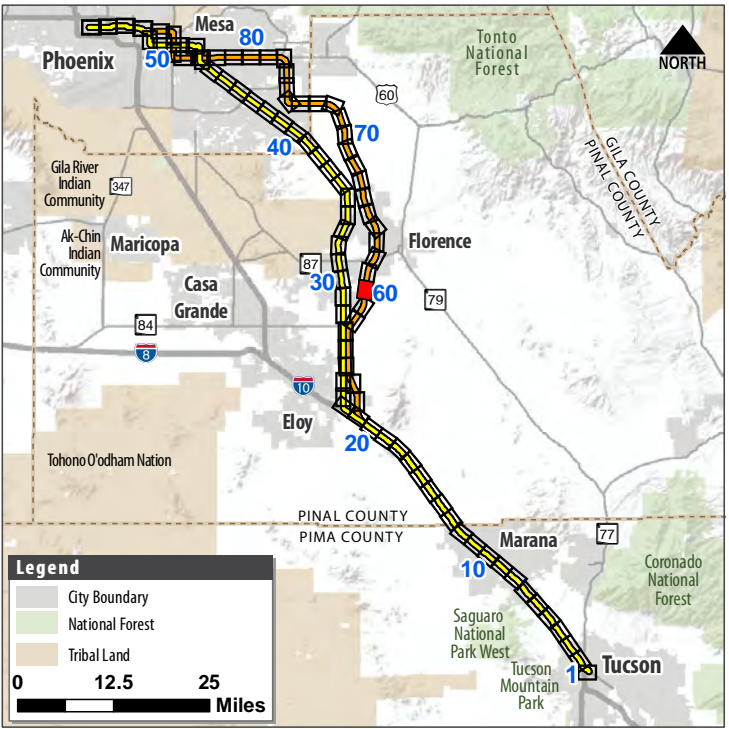 Mesa
80
Phoenix
50
Tonto
National
Forest
NORTH
60
70
40
GILA COUNTY
PINAL COUNTY
Gila River
Indian
Community
347
Ak-Chin
Indian
Community
Maricopa
Florence
87
30
60
Casa
Grande
79
84
8
10
Eloy
20
Tohono O'odham Nation
PINAL COUNTY
PIMA COUNTY
Marana
77
10
Coronado
National
Forest
Saguaro
National
Park West
Tucson
Mountain
Park
1
Tucson
Legend
City Boundary
National Forest
Tribal Land
0 12.5 25
Miles